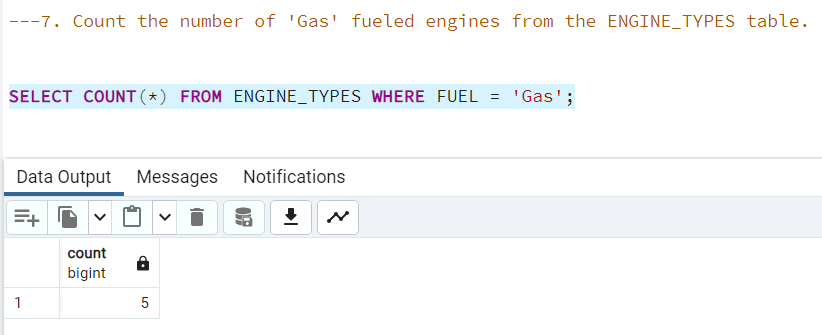 ---7. Count the number of 'Gas' fueled engines from the ENGINE_TYPES table.
SELECT COUNT(*) FROM ENGINE_TYPES WHERE FUEL = 'Gas';
Data Output Messages Notifications
count
bigint
1 5